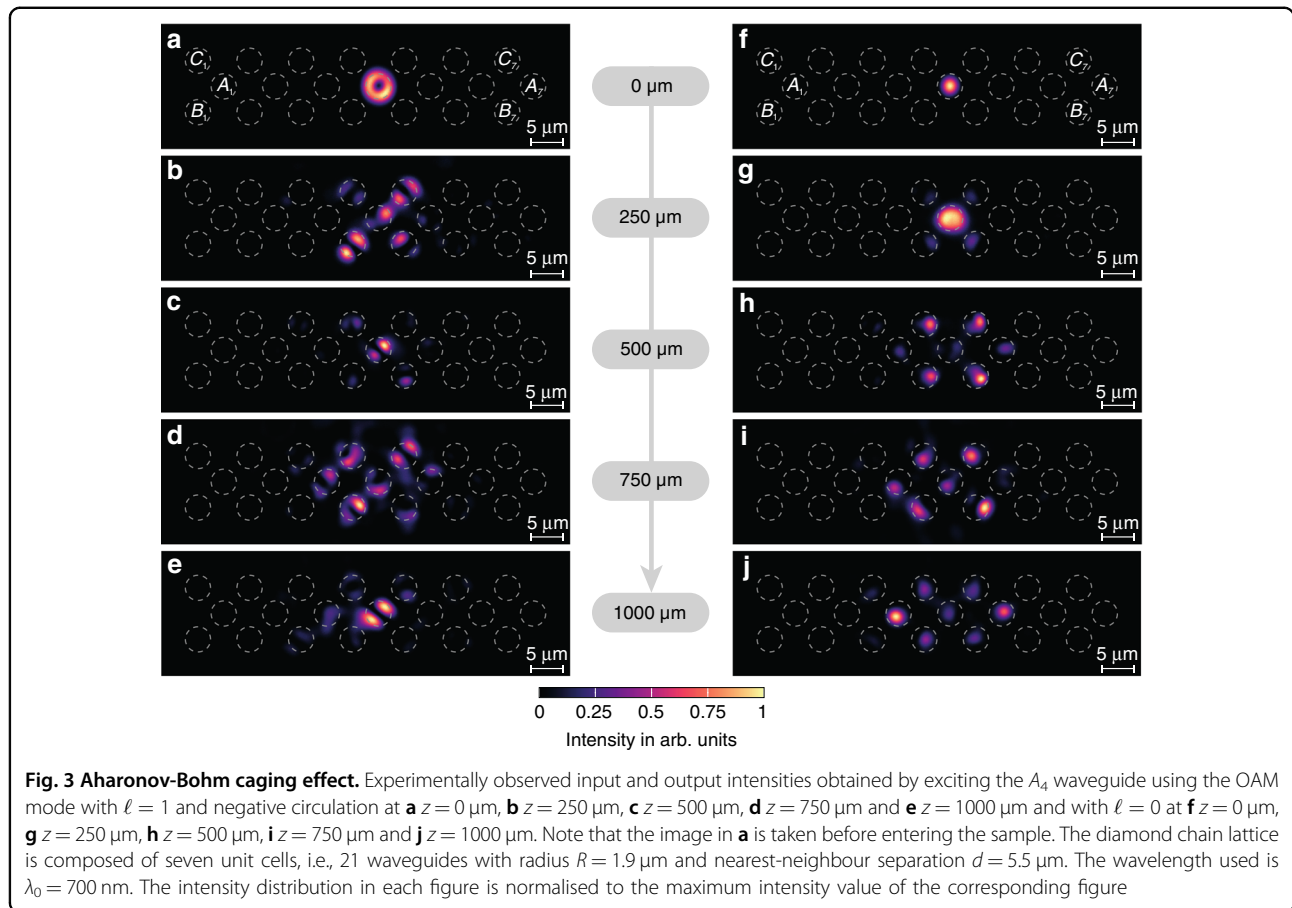 a
C₁
C₇
A₁
A₇
B₁
B₇
5 μm
b
5 μm
c
5 μm
d
5 μm
e
5 μm
0 μm
250 μm
500 μm
750 μm
1000 μm
f
C₁
C₇
A₁
A₇
B₁
B₇
5 μm
g
5 μm
h
5 μm
i
5 μm
j
5 μm
0 0.25 0.5 0.75 1
Intensity in arb. units
Fig. 3 Aharonov-Bohm caging effect. Experimentally observed input and output intensities obtained by exciting the A₄ waveguide using the OAM
mode with ℓ = 1 and negative circulation at a z = 0 μm, b z = 250 μm, c z = 500 μm, d z = 750 μm and e z = 1000 μm and with ℓ = 0 at f z = 0 μm,
g z = 250 μm, h z = 500 μm, i z = 750 μm and j z = 1000 μm. Note that the image in a is taken before entering the sample. The diamond chain lattice
is composed of seven unit cells, i.e., 21 waveguides with radius R = 1.9 μm and nearest-neighbour separation d = 5.5 μm. The wavelength used is
λ₀ = 700 nm. The intensity distribution in each figure is normalised to the maximum intensity value of the corresponding figure